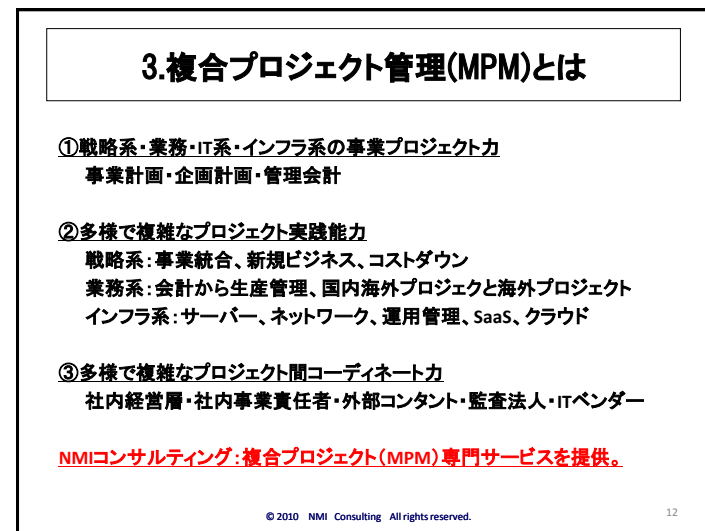 3.複合プロジェクト管理(MPM)とは
①戦略系・業務・IT系・インフラ系の事業プロジェクト力
事業計画・企画計画・管理会計
②多様で複雑なプロジェクト実践能力
戦略系：事業統合、新規ビジネス、コストダウン
業務系：会計から生産管理、国内海外プロジェクと海外プロジェクト
インフラ系：サーバー、ネットワーク、運用管理、SaaS、クラウド
③多様で複雑なプロジェクト間コーディネート力
社内経営層・社内事業責任者・外部コンタント・監査法人・ITベンダー
NMIコンサルティング：複合プロジェクト（MPM）専門サービスを提供。
© 2010 NMI Consulting All rights reserved.
12